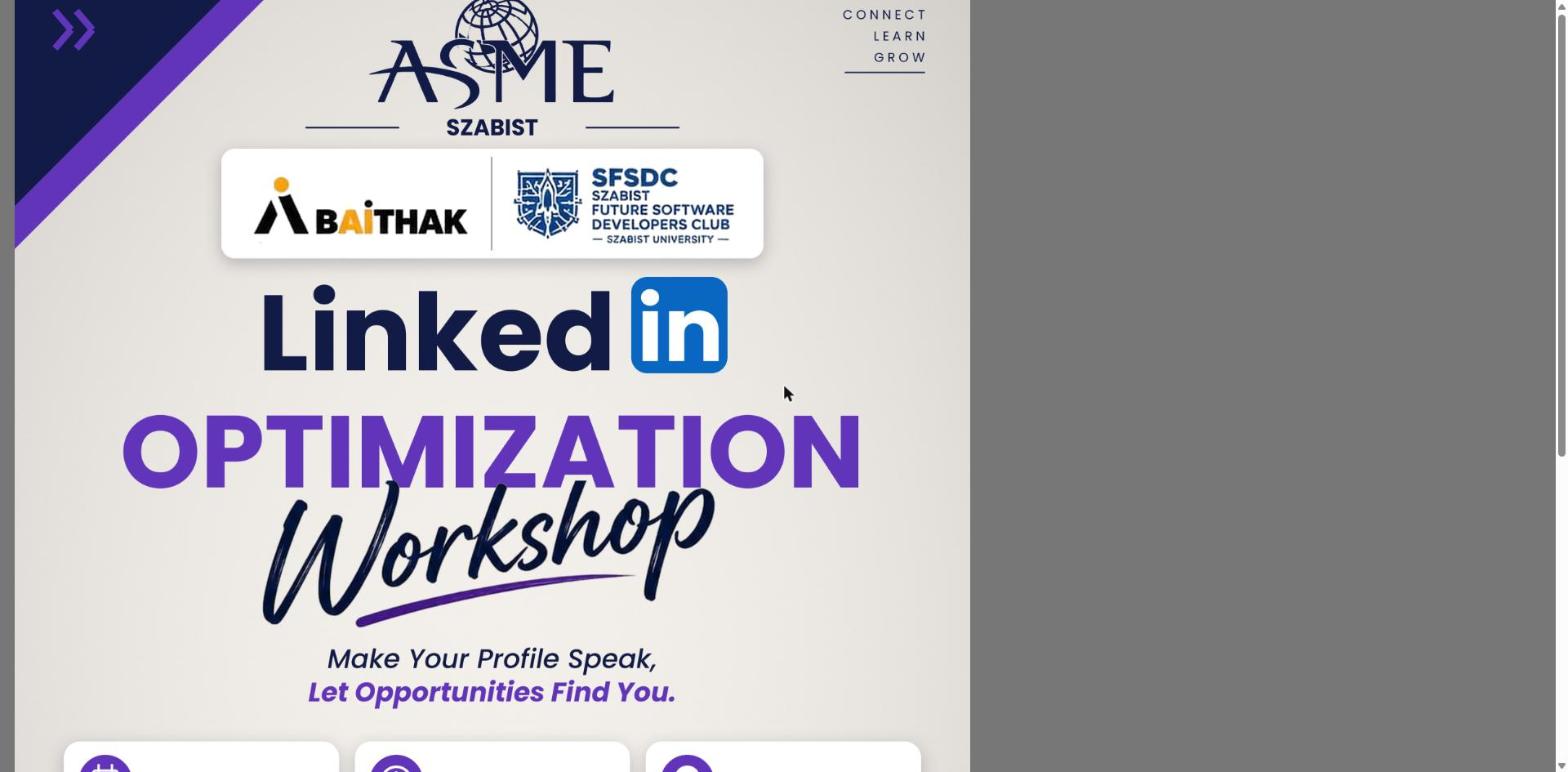 CONNECT
LEARN
GROW
ASME
SZABIST
BAiTHAK
SFSDC
SZABIST
FUTURE SOFTWARE
DEVELOPERS CLUB
— SZABIST UNIVERSITY —
Linked in
OPTIMIZATION
Workshop
Make Your Profile Speak,
Let Opportunities Find You.